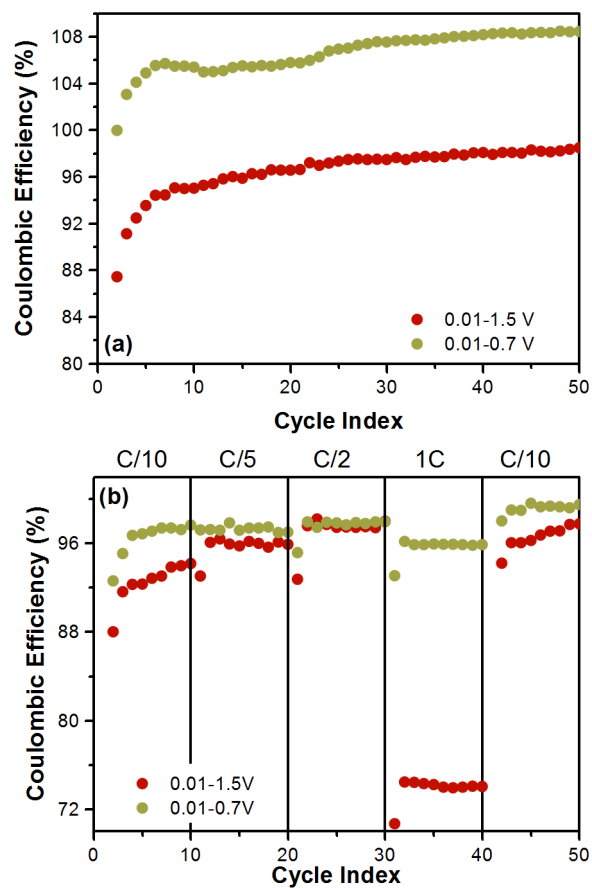 Coulombic Efficiency (%)
108
104
100
96
92
88
84
80
(a)
0.01-1.5 V
0.01-0.7 V
0 10 20 30 40 50
Cycle Index
C/10 C/5 C/2 1C C/10
(b)
Coulombic Efficiency (%)
96
88
80
72
0.01-1.5V
0.01-0.7V
0 10 20 30 40 50
Cycle Index